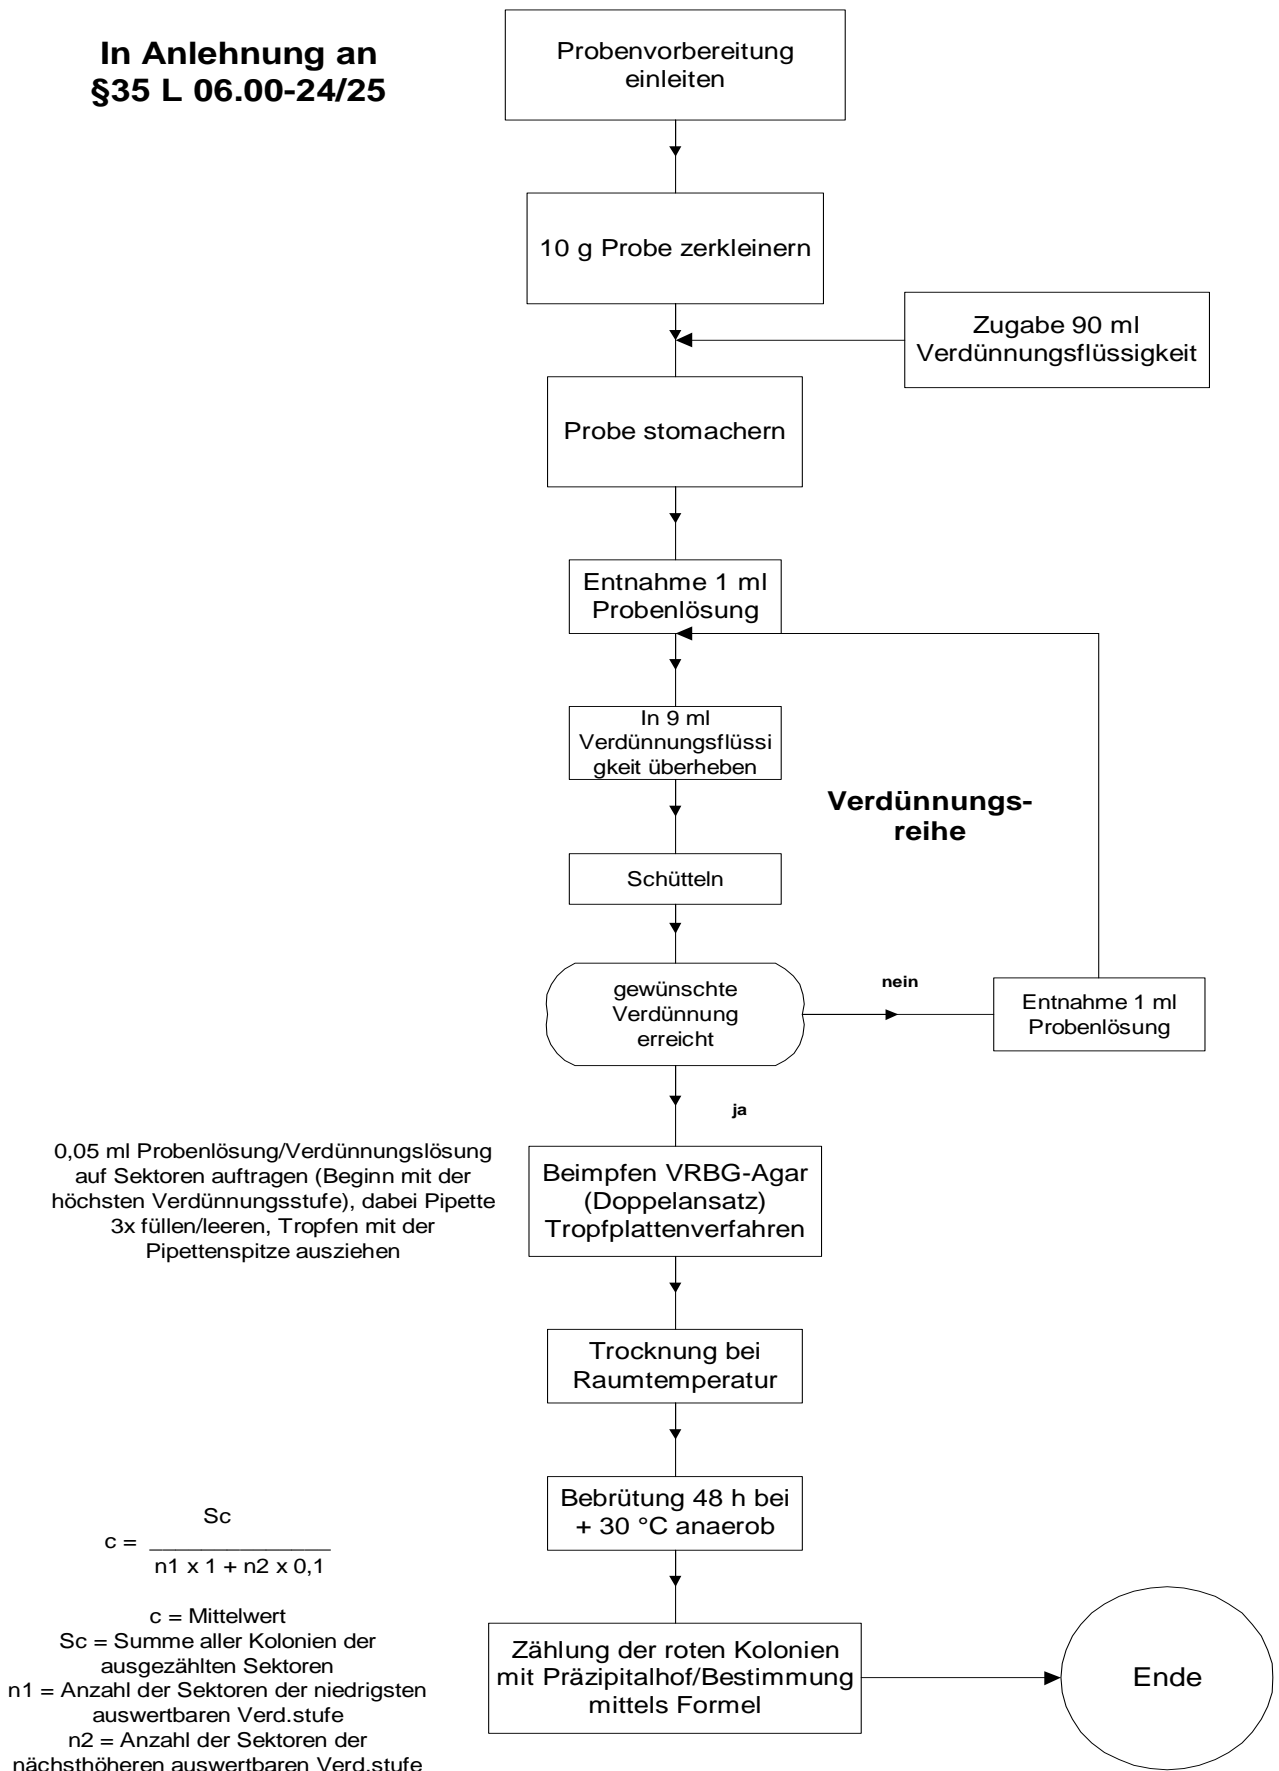 In Anlehnung an
§35 L 06.00-24/25
Probenvorbereitung
einleiten
10 g Probe zerkleinern
Zugabe 90 ml
Verdünnungsflüssigkeit
Probe stomachern
Entnahme 1 ml
Probenlösung
In 9 ml
Verdünnungsflüssi
gkeit überheben
Verdünnungs-
reihe
Schütteln
gewünschte
Verdünnung
erreicht
nein
Entnahme 1 ml
Probenlösung
ja
0,05 ml Probenlösung/Verdünnungslösung
auf Sektoren auftragen (Beginn mit der
höchsten Verdünnungsstufe), dabei Pipette
3x füllen/leeren, Tropfen mit der
Pipettenspitze ausziehen
Beimpfen VRBG-Agar
(Doppelansatz)
Tropfplattenverfahren
Trocknung bei
Raumtemperatur
Bebrütung 48 h bei
+ 30 °C anaerob
Sc
c = _______________
n1 x 1 + n2 x 0,1
c = Mittelwert
Sc = Summe aller Kolonien der
ausgezählten Sektoren
n1 = Anzahl der Sektoren der niedrigsten
auswertbaren Verd.stufe
n2 = Anzahl der Sektoren der
nächsthöheren auswertbaren Verd.stufe
Zählung der roten Kolonien
mit Präzipitalhof/Bestimmung
mittels Formel
Ende